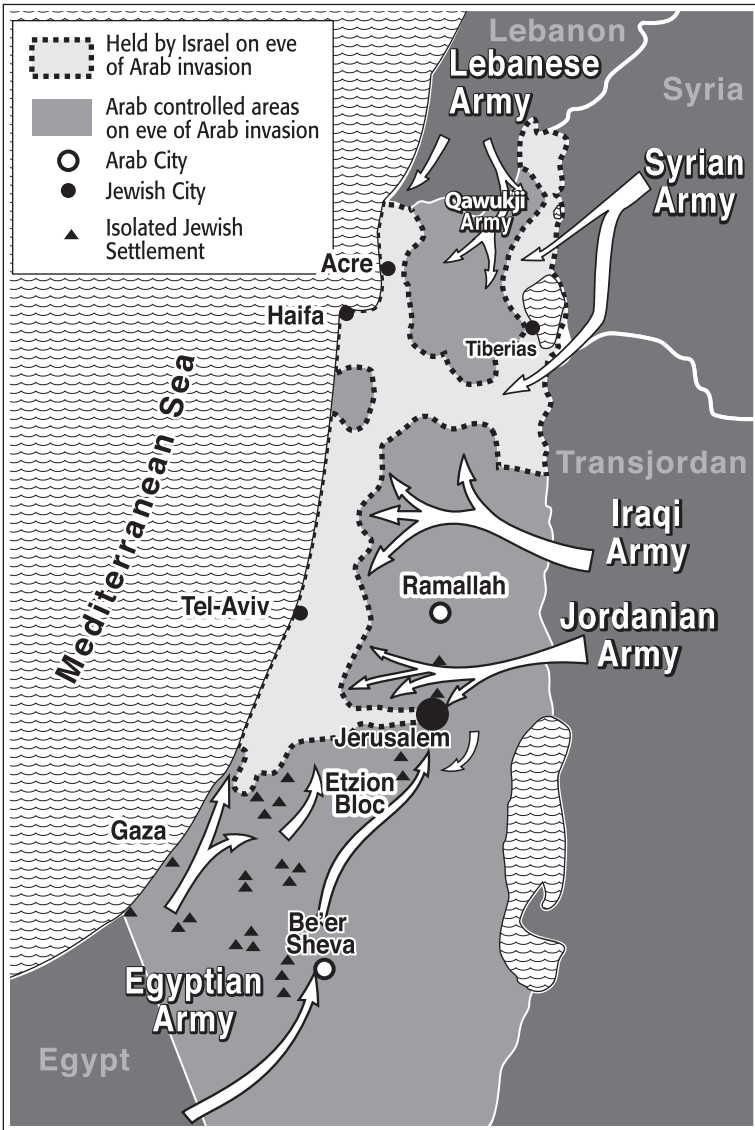 Held by Israel on eve
of Arab invasion
Arab controlled areas
on eve of Arab invasion
Arab City
Jewish City
Isolated Jewish
Settlement
Lebanon
Lebanese
Army
Syria
Syrian
Army
Qawukji
Army
Acre
Haifa
Tiberias
Mediterranean Sea
Transjordan
Iraqi
Army
Ramallah
Tel-Aviv
Jordanian
Army
Jerusalem
Etzion
Bloc
Gaza
Be'er
Sheva
Egyptian
Army
Egypt